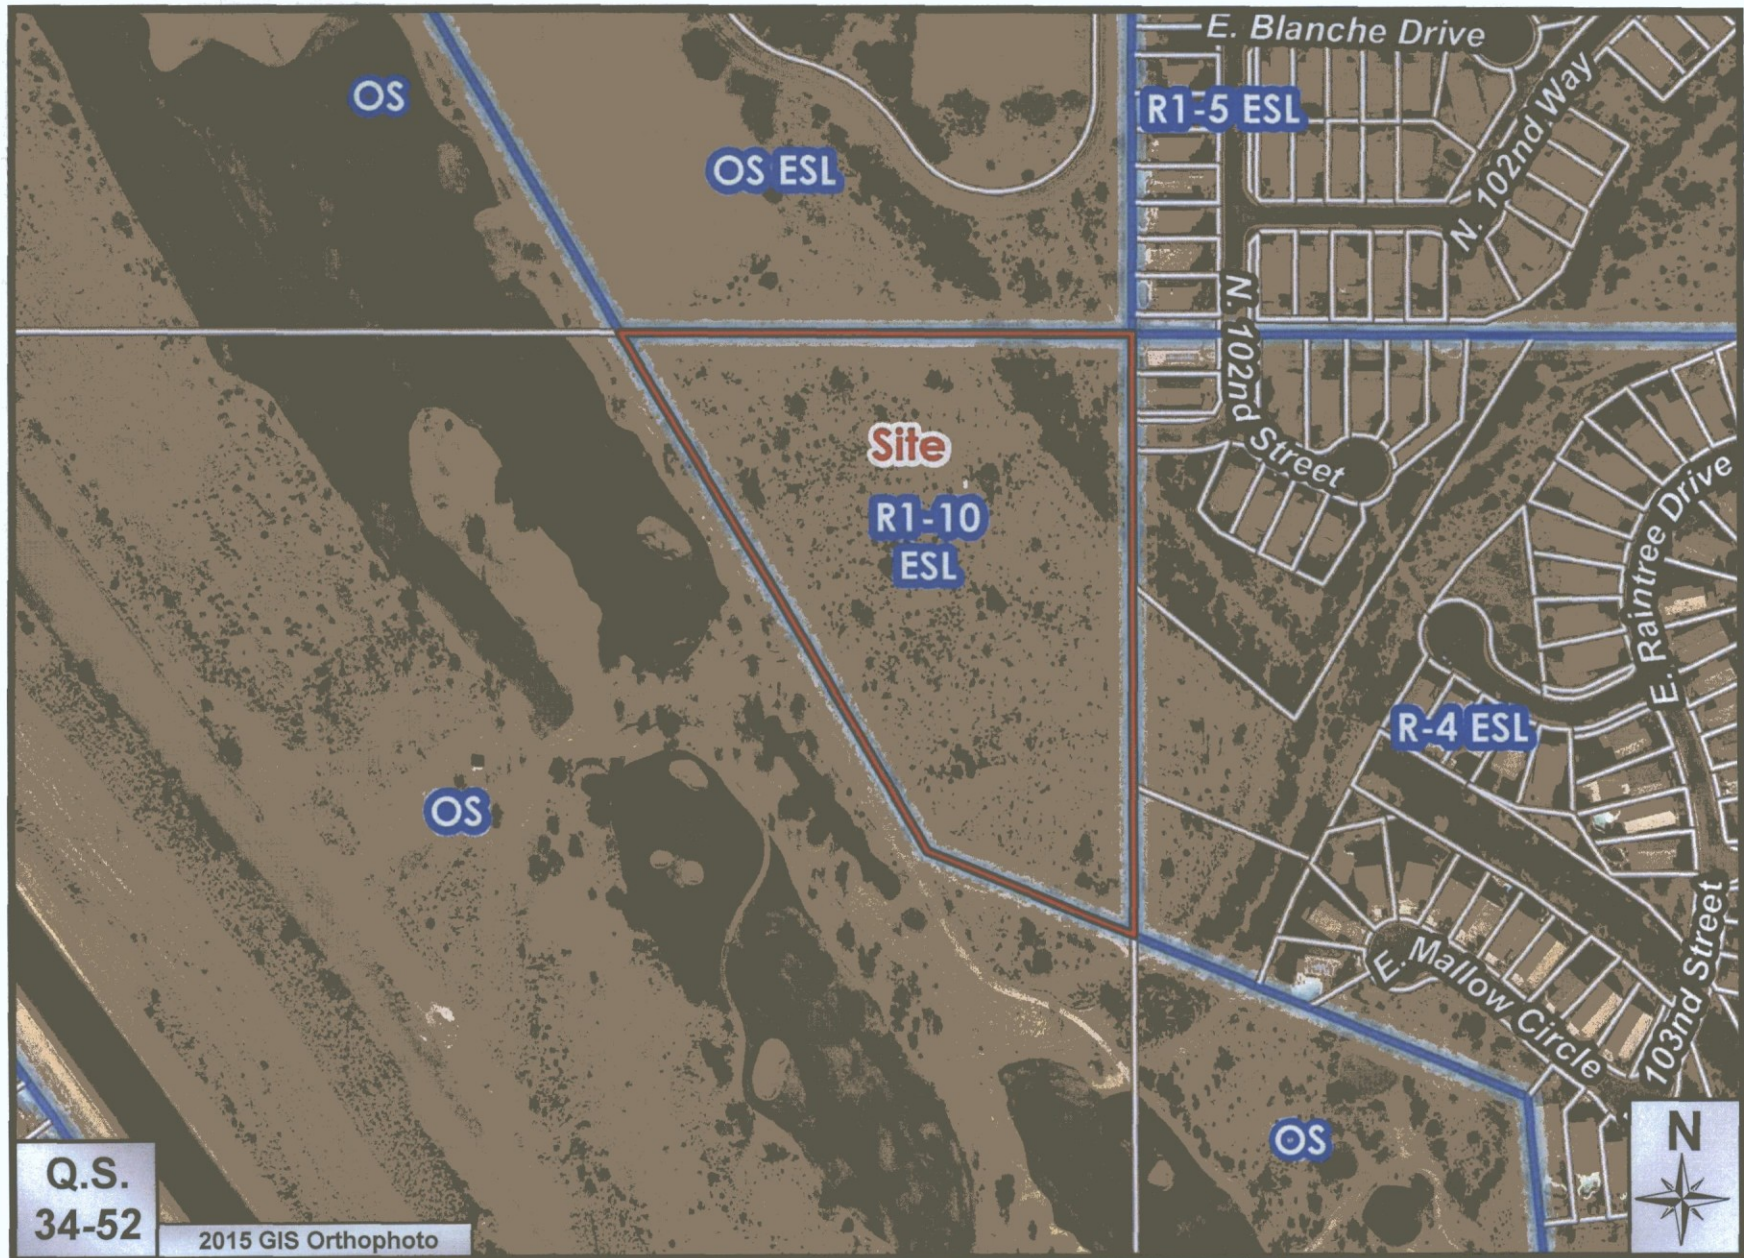 E. Blanche Drive
OS
R1-5 ESL
N. 102nd Way
OS ESL
N. 102nd Street
Site
R1-10
ESL
E. Raintree Drive
R-4 ESL
OS
E. Mallow Circle
103nd Street
OS
N
Q.S.
34-52
2015 GIS Orthophoto